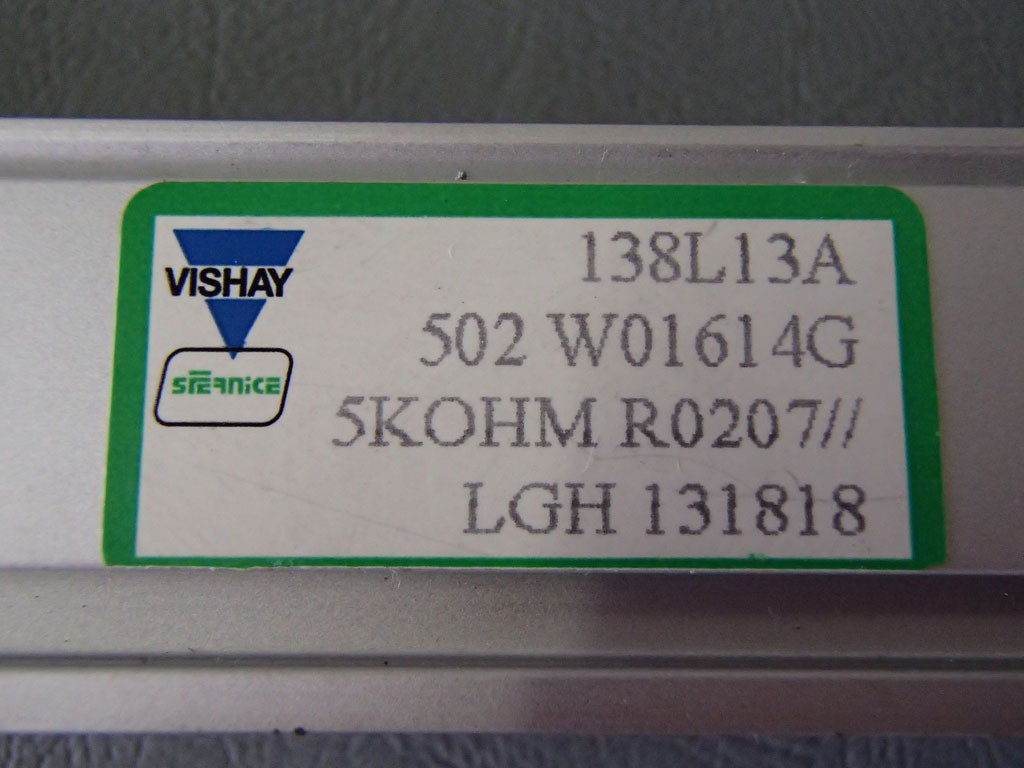 VISHAY
SFERNICE
138L13A
502 W01614G
5KOHM R0207//
LGH 131818